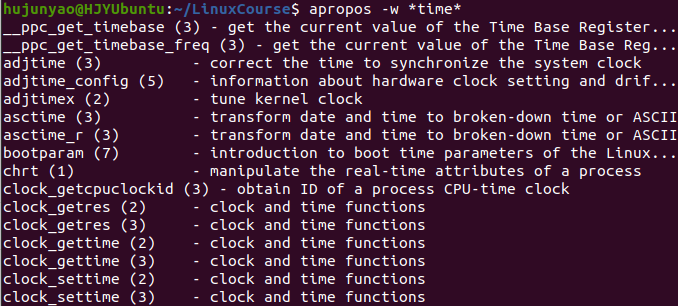 hujunyao@HJYUbuntu:~/LinuxCourse$ apropos -w *time*
__ppc_get_timebase (3) - get the current value of the Time Base Register...
__ppc_get_timebase_freq (3) - get the current value of the Time Base Reg...
adjtime (3)          - correct the time to synchronize the system clock
adjtime_config (5)   - information about hardware clock setting and drif...
adjtimex (2)         - tune kernel clock
asctime (3)          - transform date and time to broken-down time or ASCII
asctime_r (3)        - transform date and time to broken-down time or ASCII
bootparam (7)        - introduction to boot time parameters of the Linux...
chrt (1)             - manipulate the real-time attributes of a process
clock_getcpuclockid (3) - obtain ID of a process CPU-time clock
clock_getres (2)     - clock and time functions
clock_getres (3)     - clock and time functions
clock_gettime (2)    - clock and time functions
clock_gettime (3)    - clock and time functions
clock_settime (2)    - clock and time functions
clock_settime (3)    - clock and time functions